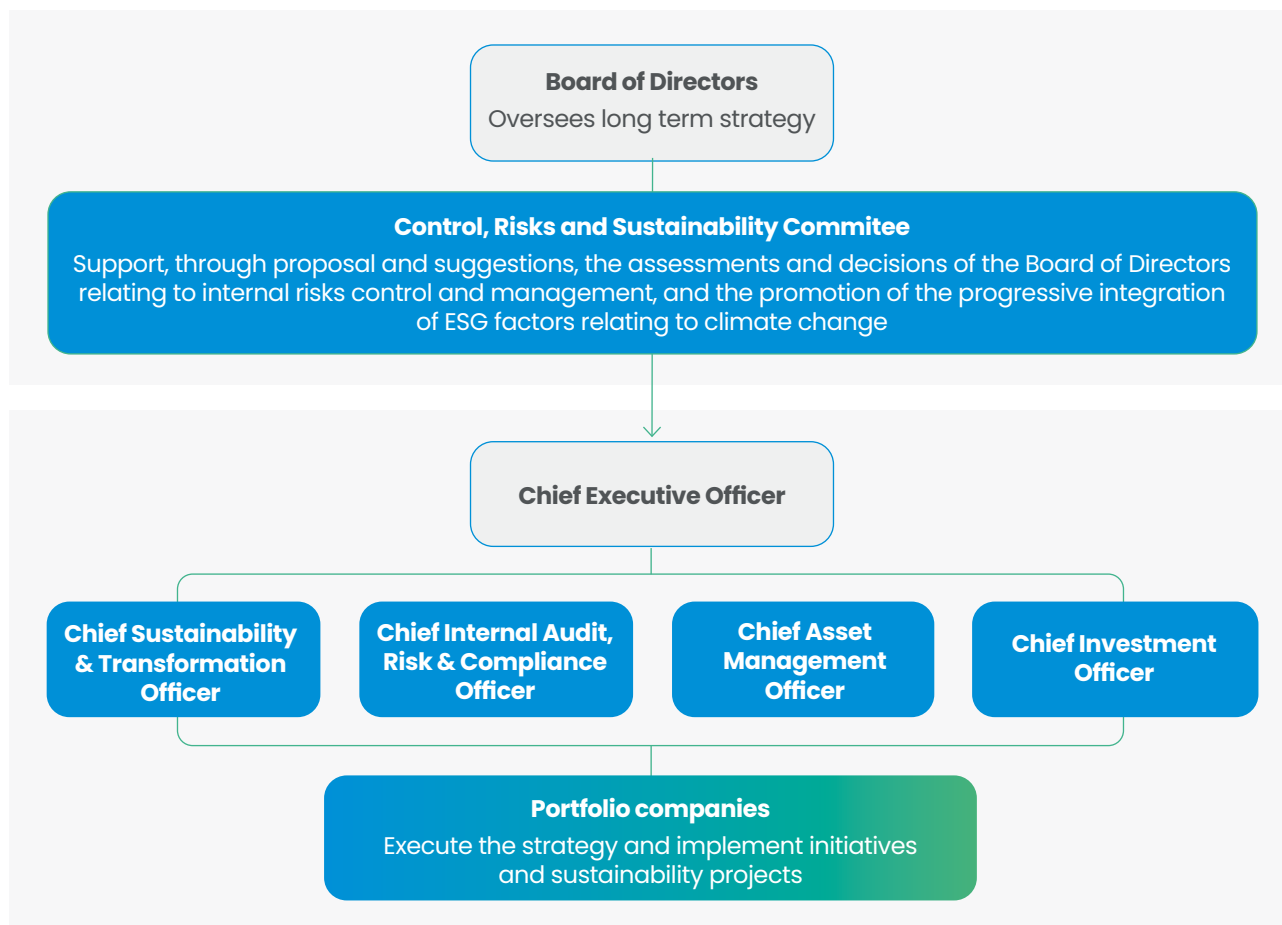 Board of Directors
Oversees long term strategy
Control, Risks and Sustainability Commitee
Support, through proposal and suggestions, the assessments and decisions of the Board of Directors
relating to internal risks control and management, and the promotion of the progressive integration
of ESG factors relating to climate change
Chief Executive Officer
Chief Sustainability
& Transformation
Officer
Chief Internal Audit,
Risk & Compliance
Officer
Chief Asset
Management
Officer
Chief Investment
Officer
Portfolio companies
Execute the strategy and implement initiatives
and sustainability projects